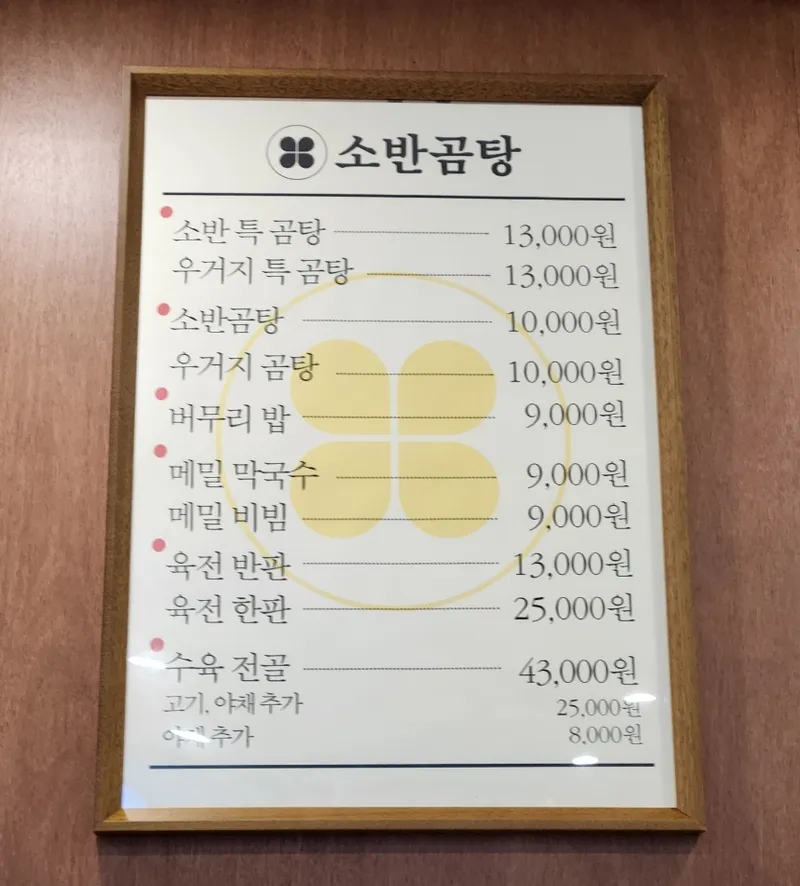 소반곰탕
소반 특 곰탕 13,000원
우거지 특 곰탕 13,000원
소반곰탕 10,000원
우거지 곰탕 10,000원
버무리 밥 9,000원
메밀 막국수 9,000원
메밀 비빔 9,000원
육전 반판 13,000원
육전 한판 25,000원
수육 전골 43,000원
고기, 야채 추가 25,000원
야채 추가 8,000원